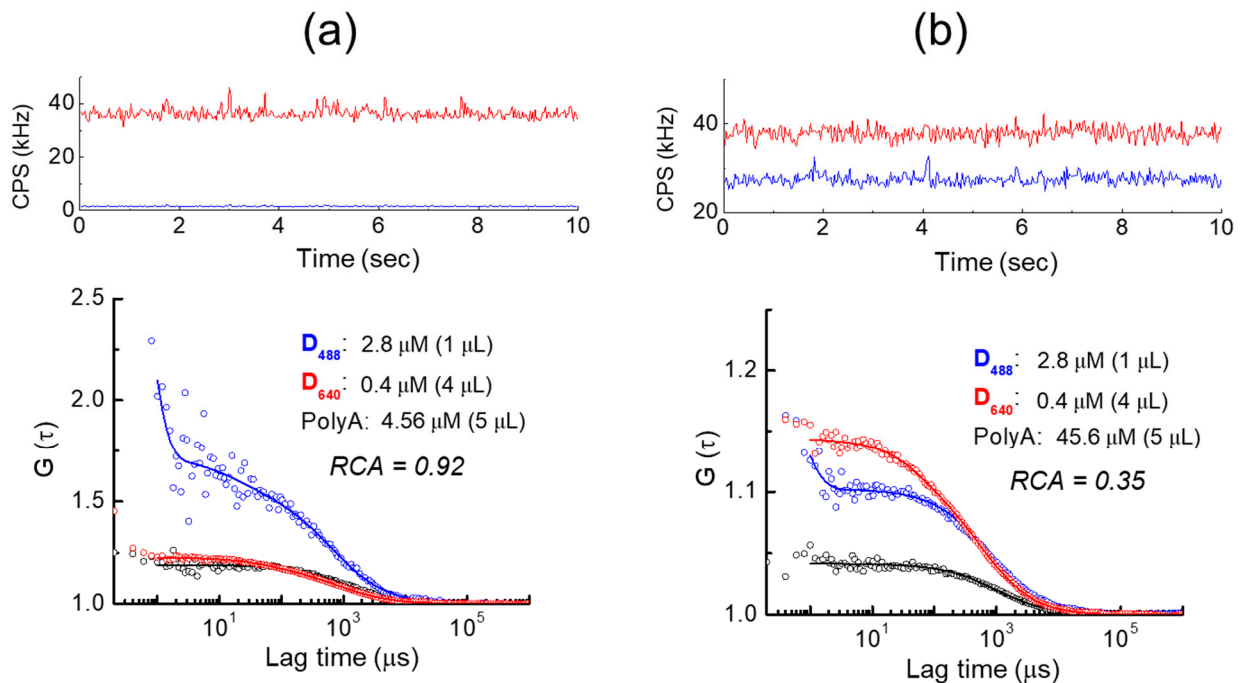 (a)
CPS (kHz)
40
20
0
0 2 4 6 8 10
Time (sec)
G (τ)
2.5
2.0
1.5
1.0
D488: 2.8 μM (1 μL)
D640: 0.4 μM (4 μL)
PolyA: 4.56 μM (5 μL)
RCA = 0.92
10^1 10^3 10^5
Lag time (μs)
(b)
CPS (kHz)
40
20
0 2 4 6 8 10
Time (sec)
G (τ)
1.2
1.1
1.0
D488: 2.8 μM (1 μL)
D640: 0.4 μM (4 μL)
PolyA: 45.6 μM (5 μL)
RCA = 0.35
10^1 10^3 10^5
Lag time (μs)